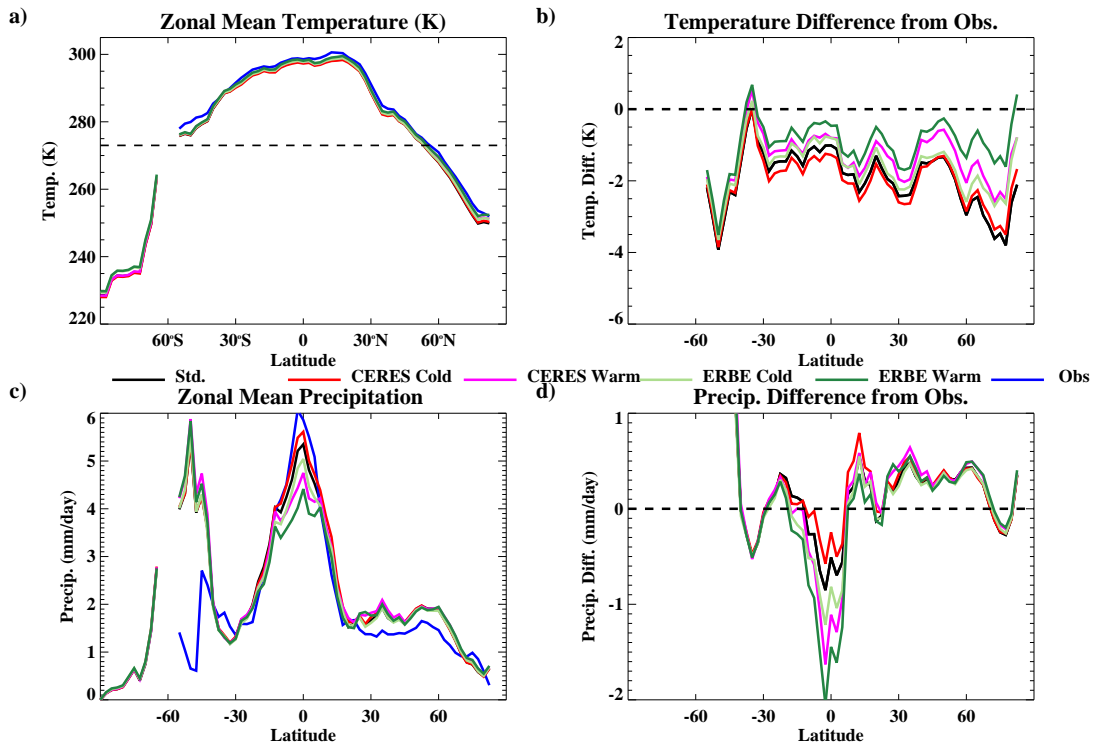 a) Zonal Mean Temperature (K)
b) Temperature Difference from Obs.
Temp. (K)
300
280
260
240
220
60°S 30°S 0 30°N 60°N
Latitude
Temp. Diff. (K)
2
0
-2
-4
-6
-60 -30 0 30 60
Latitude
Std. CERES Cold CERES Warm ERBE Cold ERBE Warm Obs
c) Zonal Mean Precipitation
d) Precip. Difference from Obs.
Precip. (mm/day)
6
5
4
3
2
1
0
-60 -30 0 30 60
Latitude
Precip. Diff. (mm/day)
1
0
-1
-2
-60 -30 0 30 60
Latitude